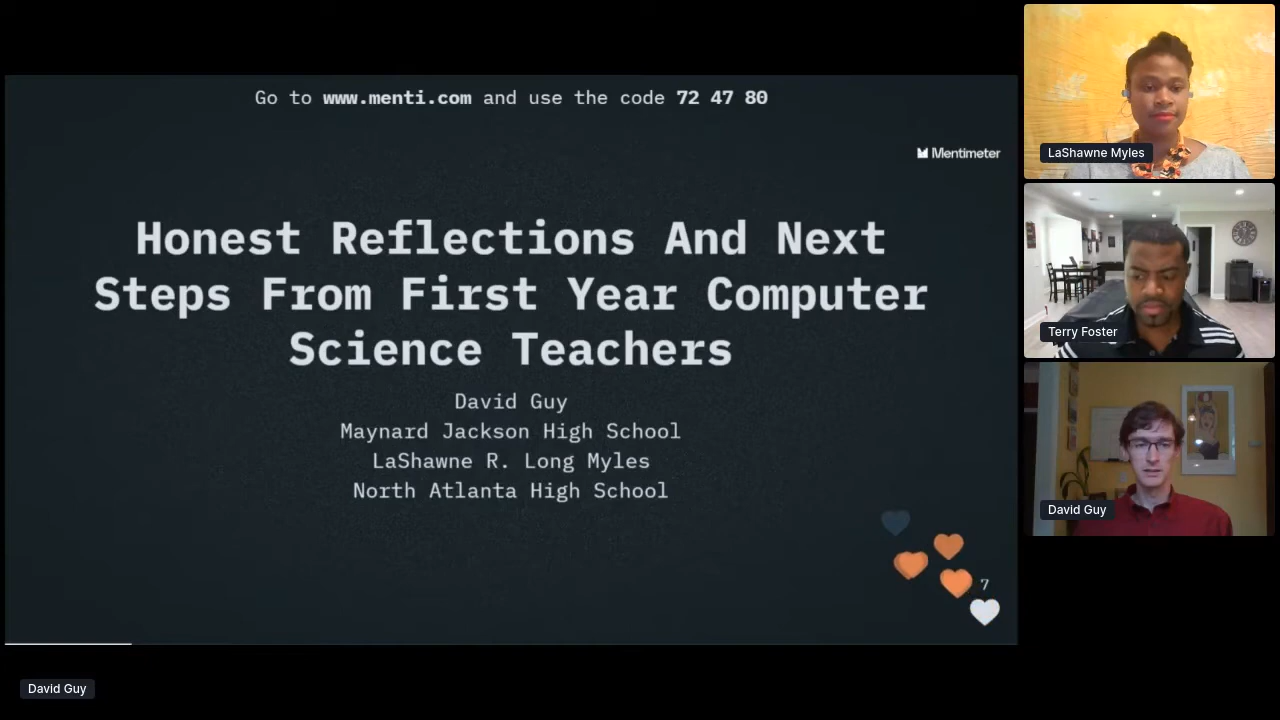 Go to www.menti.com and use the code 72 47 80
Mentimeter
Honest Reflections And Next
Steps From First Year Computer
Science Teachers
David Guy
Maynard Jackson High School
LaShawne R. Long Myles
North Atlanta High School
7
David Guy
LaShawne Myles
Terry Foster
David Guy